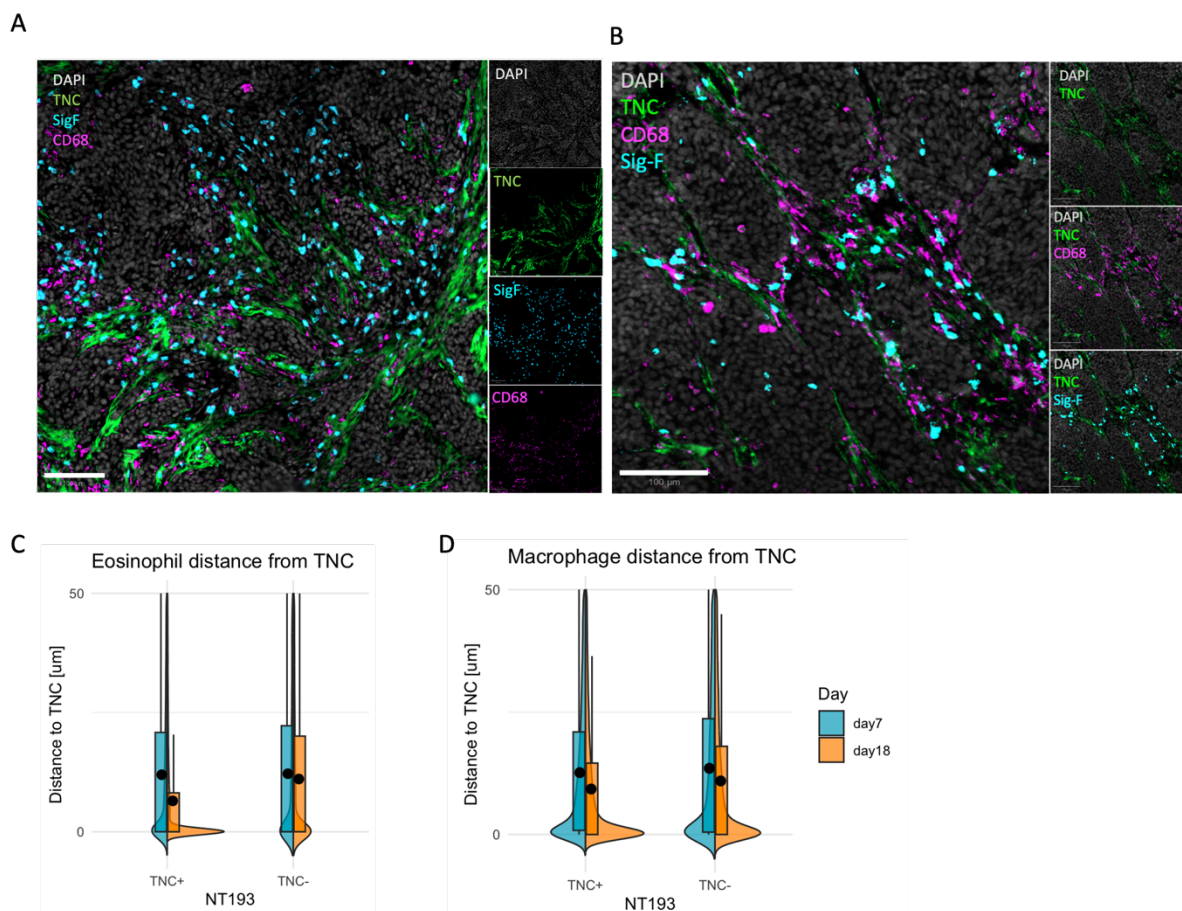 A
B
DAPI
TNC
SigF
CD68
DAPI
TNC
SigF
CD68
DAPI
TNC
CD68
Sig-F
100 μm
DAPI
TNC
DAPI
TNC
CD68
DAPI
TNC
Sig-F
C
D
Eosinophil distance from TNC
Distance to TNC [um]
50
0
TNC+
TNC-
NT193
Macrophage distance from TNC
Distance to TNC [um]
50
0
TNC+
TNC-
NT193
Day
day7
day18